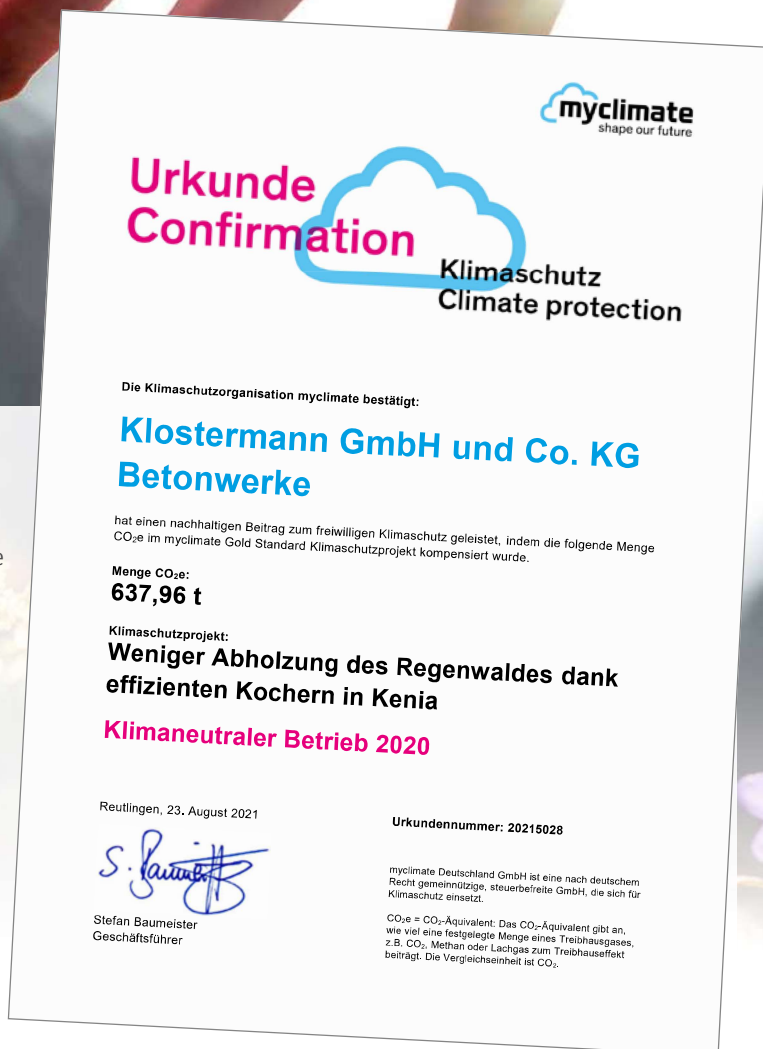 myclimate
shape our future
Urkunde
Confirmation
Klimaschutz
Climate protection
Die Klimaschutzorganisation myclimate bestätigt:
Klostermann GmbH und Co. KG
Betonwerke
hat einen nachhaltigen Beitrag zum freiwilligen Klimaschutz geleistet, indem die folgende Menge
CO₂e im myclimate Gold Standard Klimaschutzprojekt kompensiert wurde.
Menge CO₂e:
637,96 t
Klimaschutzprojekt:
Weniger Abholzung des Regenwaldes dank
effizienten Kochern in Kenia
Klimaneutraler Betrieb 2020
Reutlingen, 23. August 2021
S. Baumeister
Stefan Baumeister
Geschäftsführer
Urkundennummer: 20215028
myclimate Deutschland GmbH ist eine nach deutschem
Recht gemeinnützige, steuerbefreite GmbH, die sich für
Klimaschutz einsetzt.
CO₂e = CO₂-Äquivalent: Das CO₂-Äquivalent gibt an,
wie viel eine festgelegte Menge eines Treibhausgases,
z.B. CO₂, Methan oder Lachgas zum Treibhauseffekt
beiträgt. Die Vergleichseinheit ist CO₂.